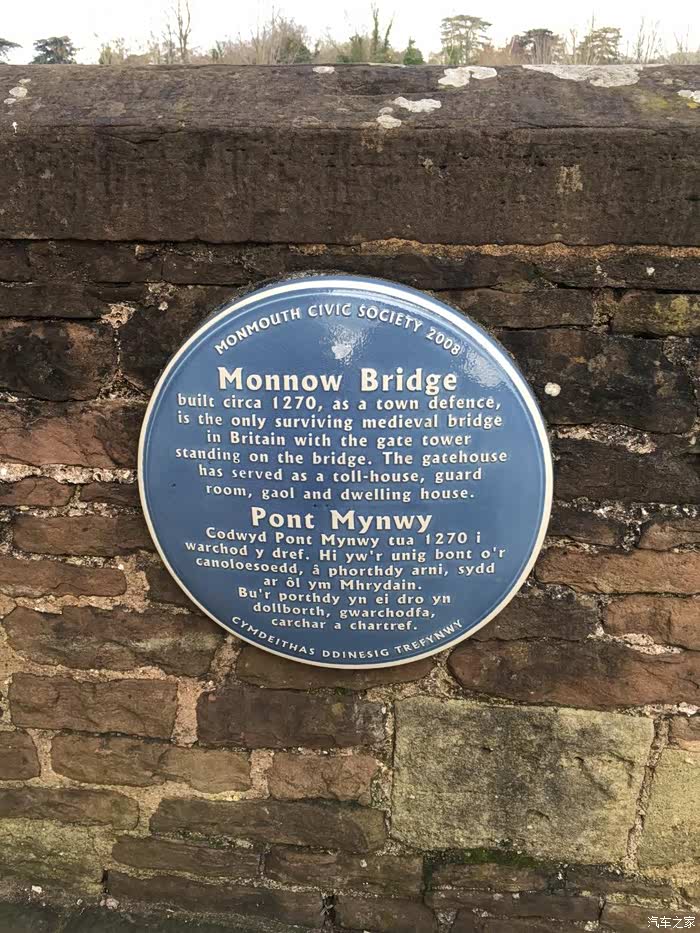 MONMOUTH CIVIC SOCIETY 2008
Monnow Bridge
built circa 1270, as a town defence,
is the only surviving medieval bridge
in Britain with the gate tower
standing on the bridge. The gatehouse
has served as a toll-house, guard
room, gaol and dwelling house.
Pont Mynwy
Codwyd Pont Mynwy tua 1270 i
warchod y dref. Hi yw'r unig bont o'r
canoloesoedd, â phorthdy arni, sydd
ar ôl ym Mhrydain.
Bu'r porthdy yn ei dro yn
dollborth, gwarchodfa,
carchar a chartref.
CYMDEITHAS DDINESIG TREFYNWY
汽车之家